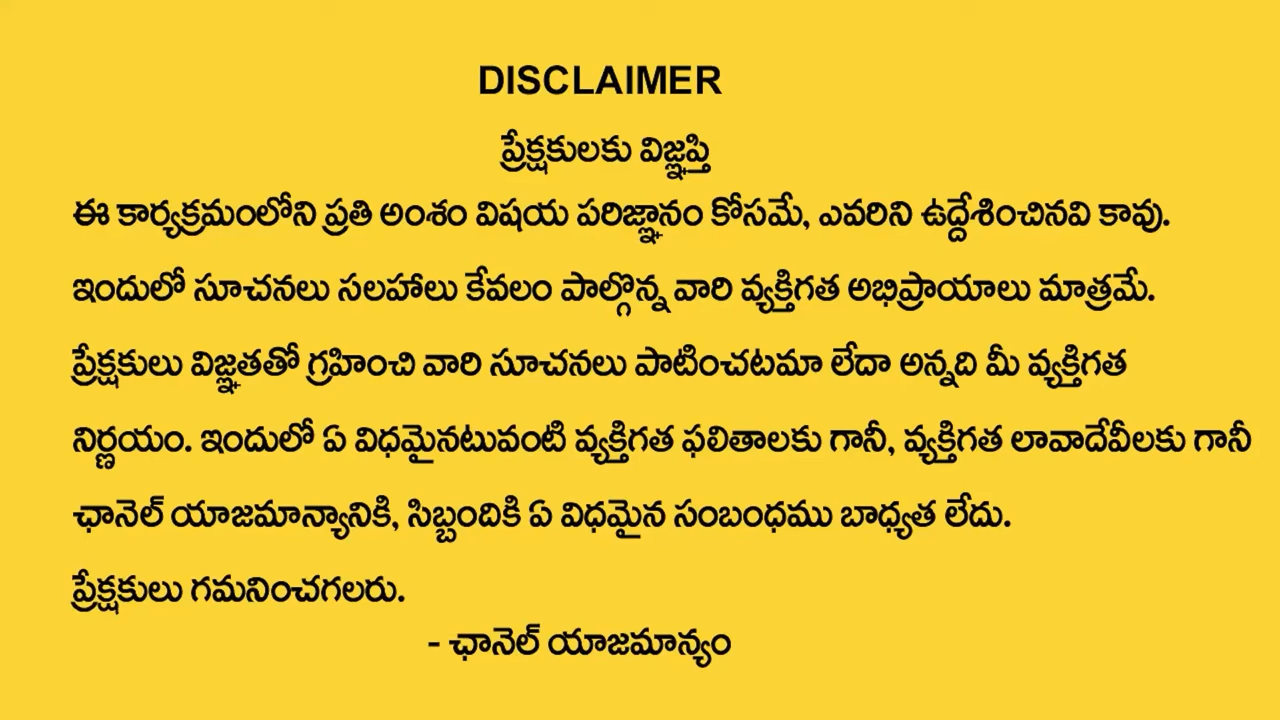 DISCLAIMER
ప్రేక్షకులకు విజ్ఞప్తి
ఈ కార్యక్రమంలోని ప్రతి అంశం విషయ పరిజ్ఞానం కోసమే, ఎవరిని ఉద్దేశించినవి కావు.
ఇందులో సూచనలు సలహాలు కేవలం పాల్గొన్న వారి వ్యక్తిగత అభిప్రాయాలు మాత్రమే.
ప్రేక్షకులు విజ్ఞతతో గ్రహించి వారి సూచనలు పాటించటమా లేదా అన్నది మీ వ్యక్తిగత
నిర్ణయం. ఇందులో ఏ విధమైనటువంటి వ్యక్తిగత ఫలితాలకు గానీ, వ్యక్తిగత లావాదేవీలకు గానీ
ఛానెల్ యాజమాన్యానికి, సిబ్బందికి ఏ విధమైన సంబంధము బాధ్యత లేదు.
ప్రేక్షకులు గమనించగలరు.
- ఛానెల్ యాజమాన్యం